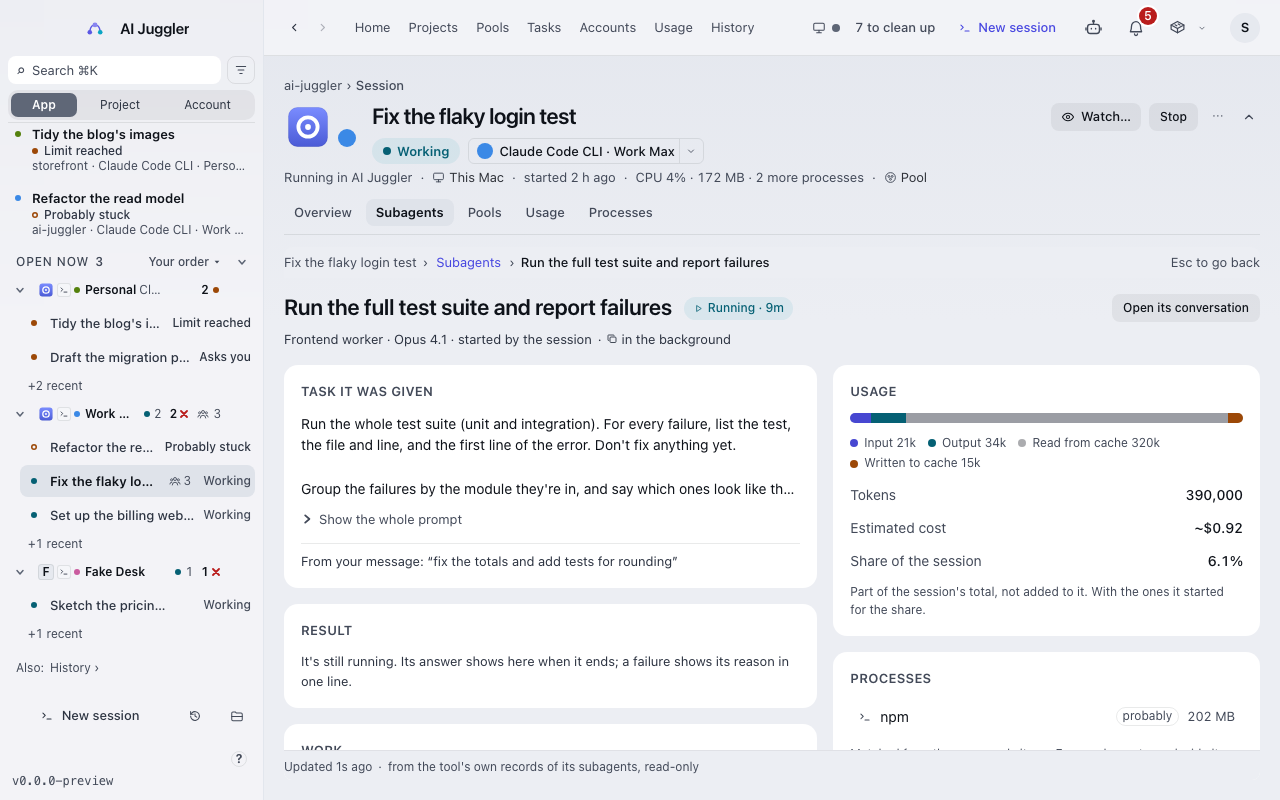 AI Juggler
Search ⌘K
App Project Account
Tidy the blog's images
Limit reached
storefront · Claude Code CLI · Perso...
Refactor the read model
Probably stuck
ai-juggler · Claude Code CLI · Work ...
OPEN NOW 3 Your order
Personal Cl... 2
Tidy the blog's i... Limit reached
Draft the migration p... Asks you
+2 recent
Work ... 2 2 3
Refactor the re... Probably stuck
Fix the flaky lo... 3 Working
Set up the billing web... Working
+1 recent
F Fake Desk 1 1
Sketch the pricin... Working
+1 recent
Also: History ›
New session
?
v0.0.0-preview
Home Projects Pools Tasks Accounts Usage History
7 to clean up New session 5 S
ai-juggler › Session
Fix the flaky login test
Watch... Stop ...
Working Claude Code CLI · Work Max
Running in AI Juggler · This Mac · started 2 h ago · CPU 4% · 172 MB · 2 more processes · Pool
Overview Subagents Pools Usage Processes
Fix the flaky login test › Subagents › Run the full test suite and report failures Esc to go back
Run the full test suite and report failures Running · 9m Open its conversation
Frontend worker · Opus 4.1 · started by the session · in the background
TASK IT WAS GIVEN
Run the whole test suite (unit and integration). For every failure, list the test,
the file and line, and the first line of the error. Don't fix anything yet.
Group the failures by the module they're in, and say which ones look like th...
Show the whole prompt
From your message: “fix the totals and add tests for rounding”
RESULT
It's still running. Its answer shows here when it ends; a failure shows its reason in
one line.
WORK
USAGE
Input 21k Output 34k Read from cache 320k
Written to cache 15k
Tokens 390,000
Estimated cost ~$0.92
Share of the session 6.1%
Part of the session's total, not added to it. With the ones it started
for the share.
PROCESSES
npm probably 202 MB
Updated 1s ago · from the tool's own records of its subagents, read-only